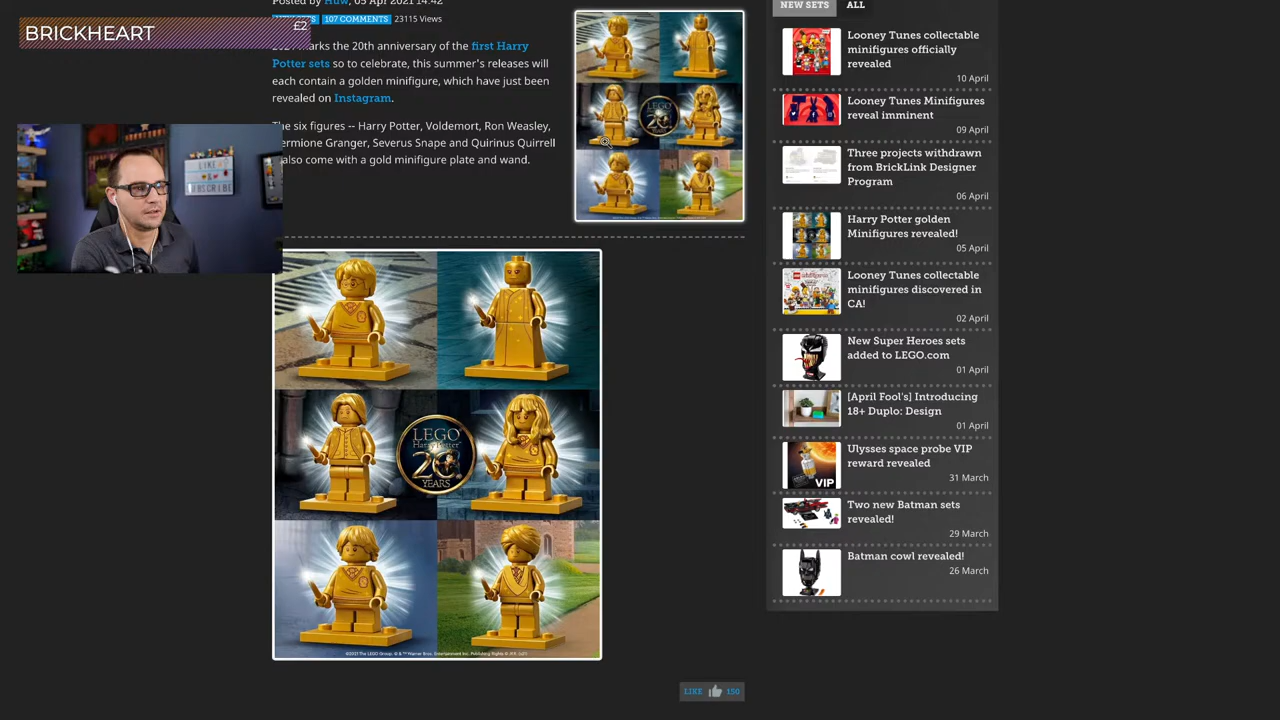 Posted by Huw, 05 Apr 2021 14:42
BRICKHEART
£2
107 COMMENTS 23115 Views
marks the 20th anniversary of the first Harry
Potter sets so to celebrate, this summer's releases will
each contain a golden minifigure, which have just been
revealed on Instagram.
The six figures -- Harry Potter, Voldemort, Ron Weasley,
ermione Granger, Severus Snape and Quirinus Quirrell
also come with a gold minifigure plate and wand.
LIKE
SUBSCRIBE
LEGO
20
LEGO
Harry Potter
20
YEARS
LIKE 150
NEW SETS ALL
Looney Tunes collectable
minifigures officially
revealed
10 April
Looney Tunes Minifigures
reveal imminent
09 April
Three projects withdrawn
from BrickLink Designer
Program
06 April
Harry Potter golden
Minifigures revealed!
05 April
Looney Tunes collectable
minifigures discovered in
CA!
02 April
New Super Heroes sets
added to LEGO.com
01 April
[April Fool's] Introducing
18+ Duplo: Design
01 April
Ulysses space probe VIP
reward revealed
VIP
31 March
Two new Batman sets
revealed!
29 March
Batman cowl revealed!
26 March